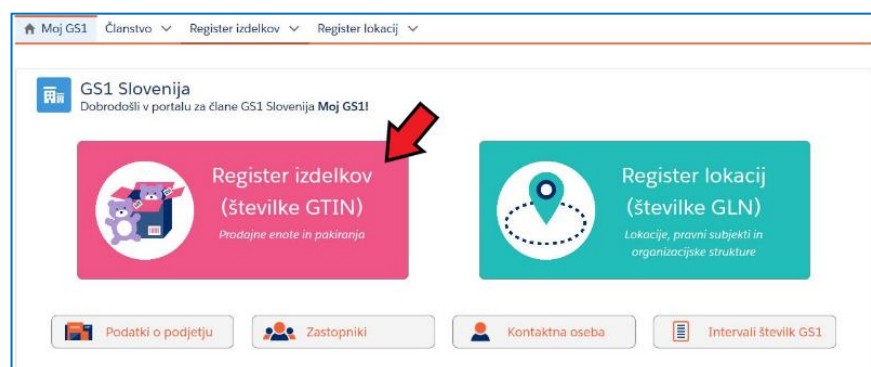 Moj GS1 Članstvo Register izdelkov Register lokacij
GS1 Slovenija
Dobrodošli v portalu za člane GS1 Slovenija Moj GS1!
Register izdelkov
(številke GTIN)
Prodajne enote in pakiranja
Register lokacij
(številke GLN)
Lokacije, pravni subjekti in
organizacijske strukture
Podatki o podjetju Zastopniki Kontaktna oseba Intervali številk GS1